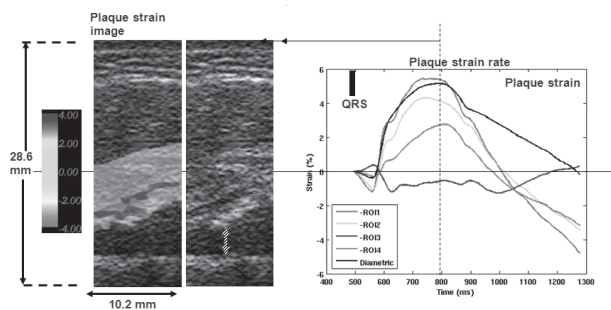 Plaque strain
image
4.00
2.00
0.00
-2.00
-4.00
28.6
mm
10.2 mm
Plaque strain rate
Plaque strain
QRS
Strain (%)
6
4
2
0
-2
-4
-6
-ROI1
-ROI2
-ROI3
-ROI4
Diametric
400 500 600 700 800 900 1000 1100 1200 1300
Time (ms)